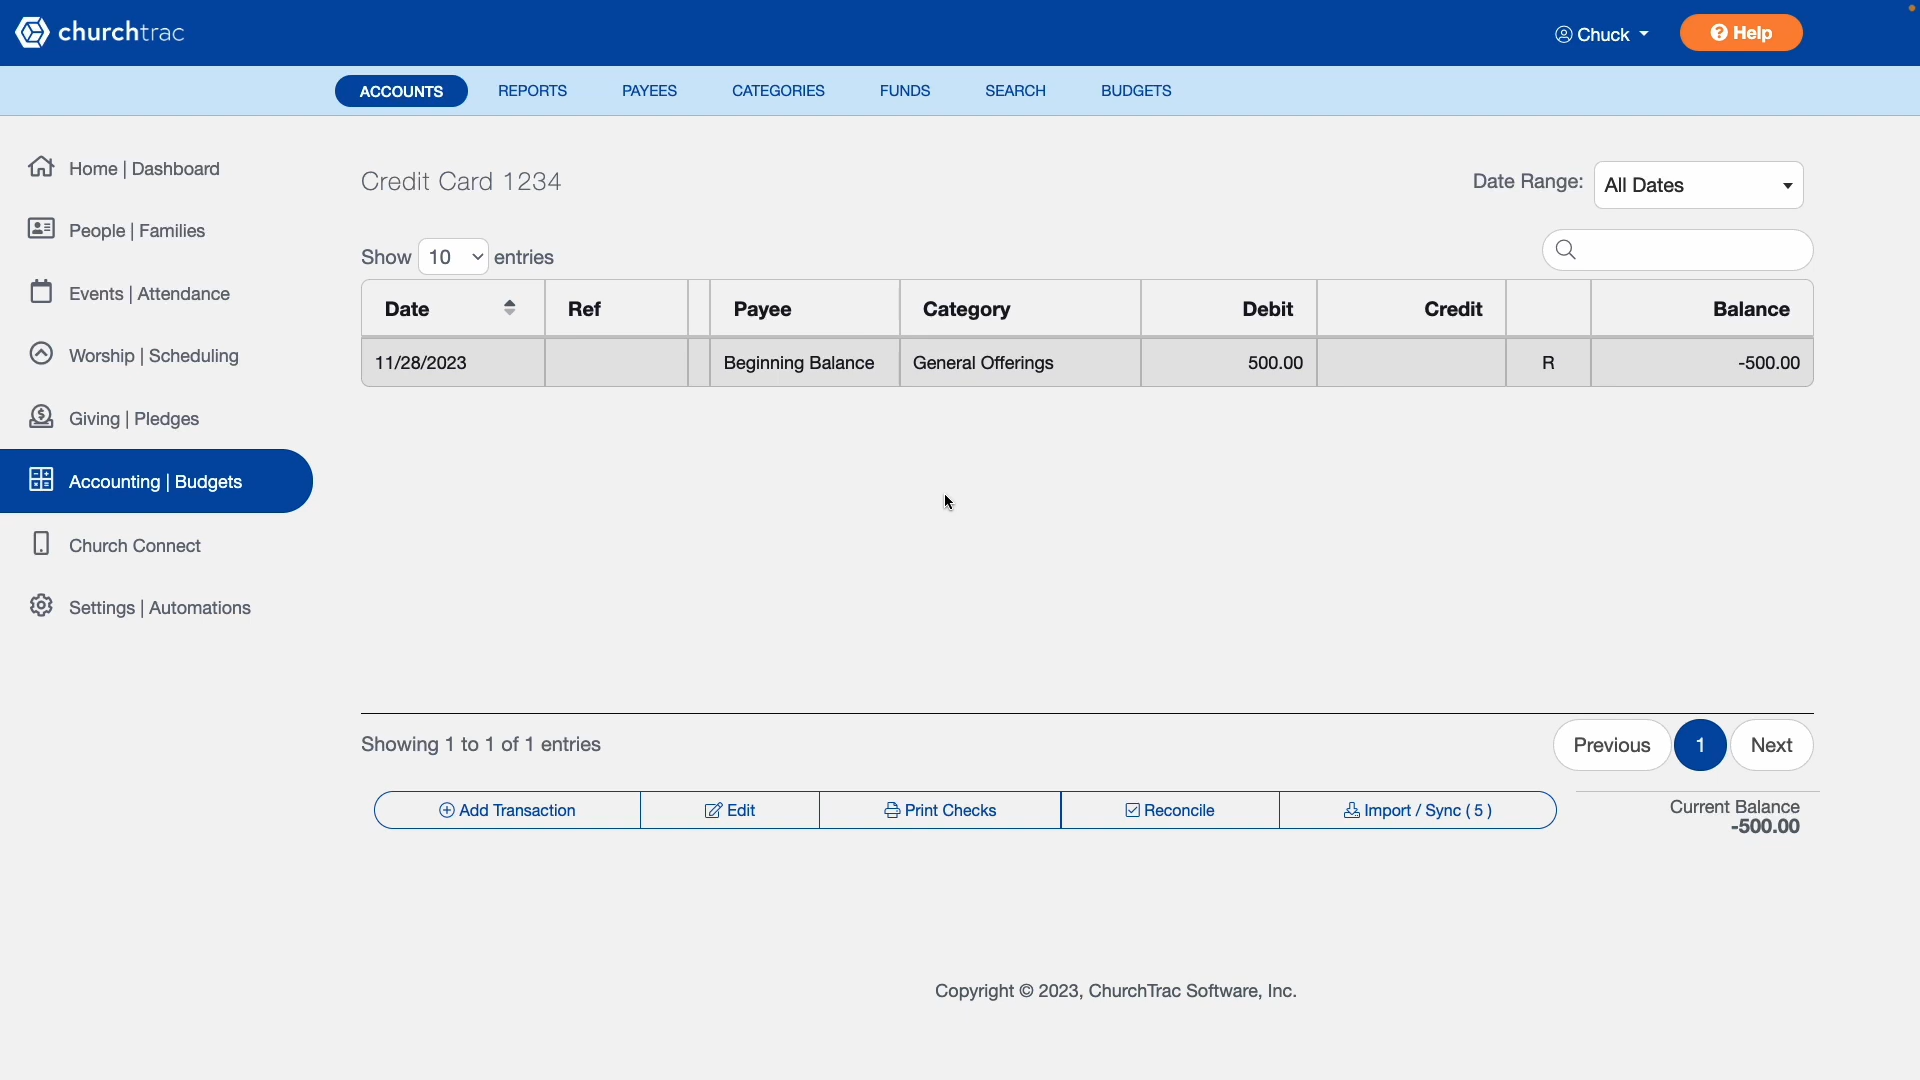 churchtrac
Chuck
Help
ACCOUNTS REPORTS PAYEES CATEGORIES FUNDS SEARCH BUDGETS
Home | Dashboard
People | Families
Events | Attendance
Worship | Scheduling
Giving | Pledges
Accounting | Budgets
Church Connect
Settings | Automations
Credit Card 1234
Date Range: All Dates
Show 10 entries
Date Ref Payee Category Debit Credit Balance
11/28/2023 Beginning Balance General Offerings 500.00 R -500.00
Showing 1 to 1 of 1 entries
Previous 1 Next
Add Transaction Edit Print Checks Reconcile Import / Sync ( 5 )
Current Balance
-500.00
Copyright © 2023, ChurchTrac Software, Inc.